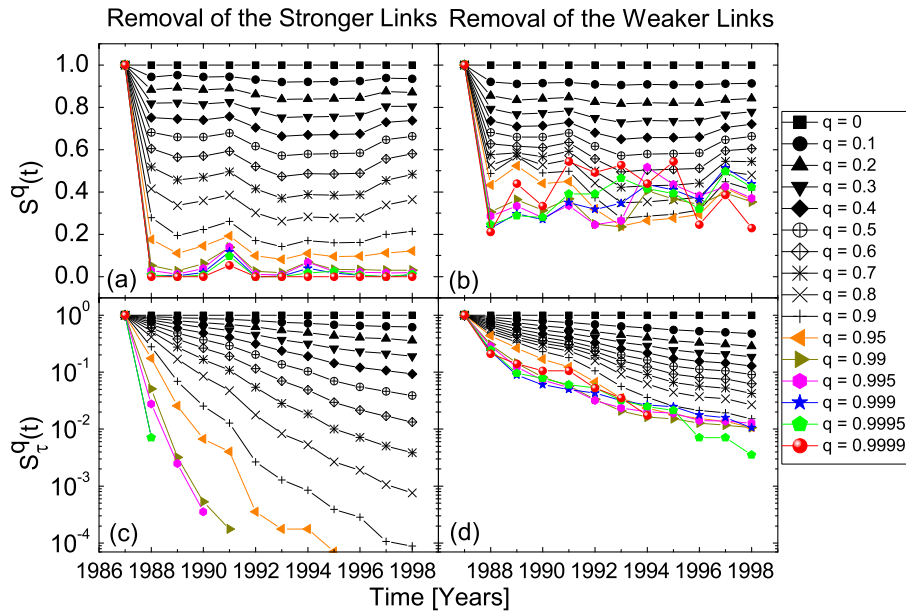 Removal of the Stronger Links
Removal of the Weaker Links
S^q(t)
1.0
0.8
0.6
0.4
0.2
0.0
(a)
(b)
S_τ^q(t)
10^0
10^-1
10^-2
10^-3
10^-4
(c)
(d)
1986 1988 1990 1992 1994 1996 1998
1988 1990 1992 1994 1996 1998
Time [Years]
q = 0
q = 0.1
q = 0.2
q = 0.3
q = 0.4
q = 0.5
q = 0.6
q = 0.7
q = 0.8
q = 0.9
q = 0.95
q = 0.99
q = 0.995
q = 0.999
q = 0.9995
q = 0.9999